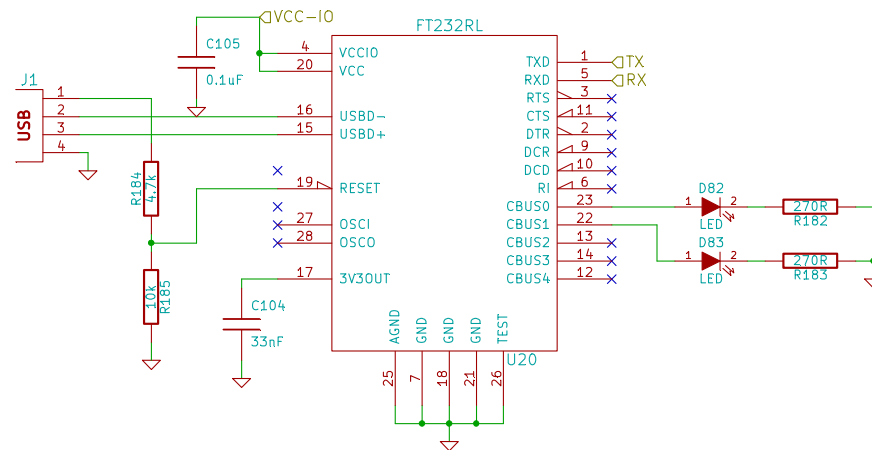 VCC-IO
FT232RL
C105
0.1uF
4 VCCIO
20 VCC
TXD 1 TX
RXD 5 RX
RTS 3
CTS 11
DTR 2
DCR 9
DCD 10
RI 6
CBUS0 23
CBUS1 22
CBUS2 13
CBUS3 14
CBUS4 12
J1
USB
1
2
3
4
16 USBD-
15 USBD+
19 RESET
27 OSCI
28 OSCO
17 3V3OUT
R184
4.7k
10k
R185
C104
33nF
AGND
GND
GND
GND
TEST
25
7
18
21
26
U20
D82
1 2
LED
270R
R182
D83
1 2
LED
270R
R183